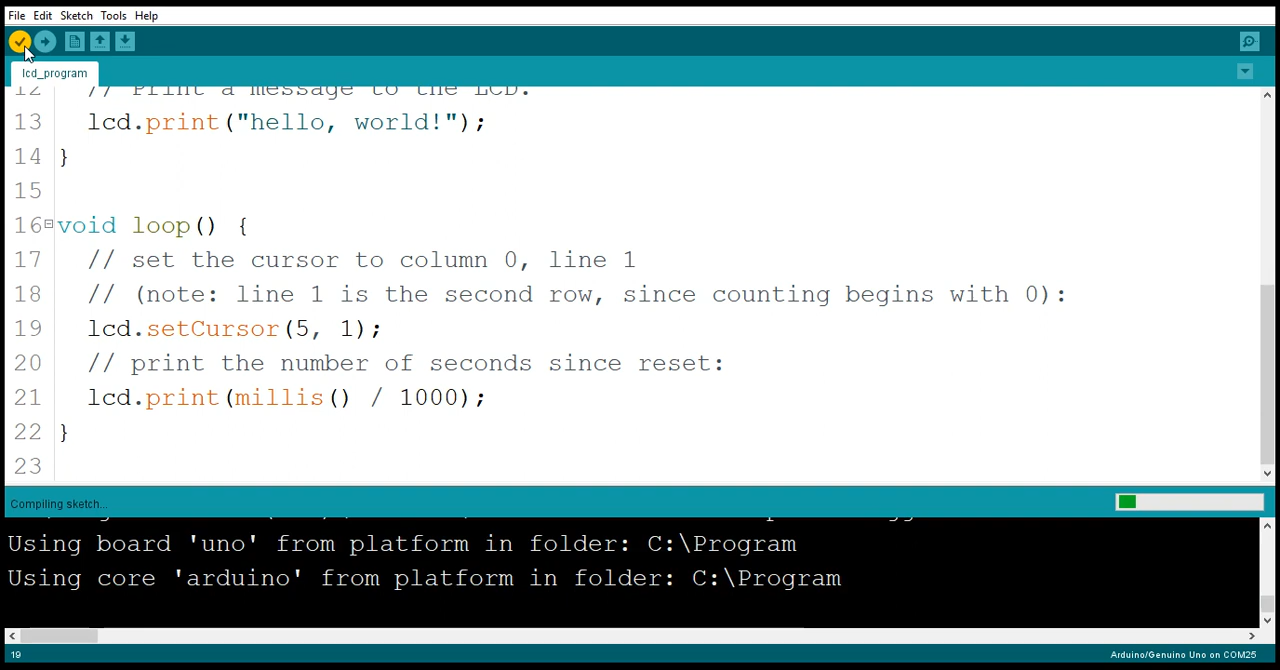 File Edit Sketch Tools Help
lcd_program
12 // Print a message to the LCD.
13 lcd.print("hello, world!");
14 }
15
16 void loop() {
17 // set the cursor to column 0, line 1
18 // (note: line 1 is the second row, since counting begins with 0):
19 lcd.setCursor(5, 1);
20 // print the number of seconds since reset:
21 lcd.print(millis() / 1000);
22 }
23
Compiling sketch...
Using board 'uno' from platform in folder: C:\Program
Using core 'arduino' from platform in folder: C:\Program
19 Arduino/Genuino Uno on COM25